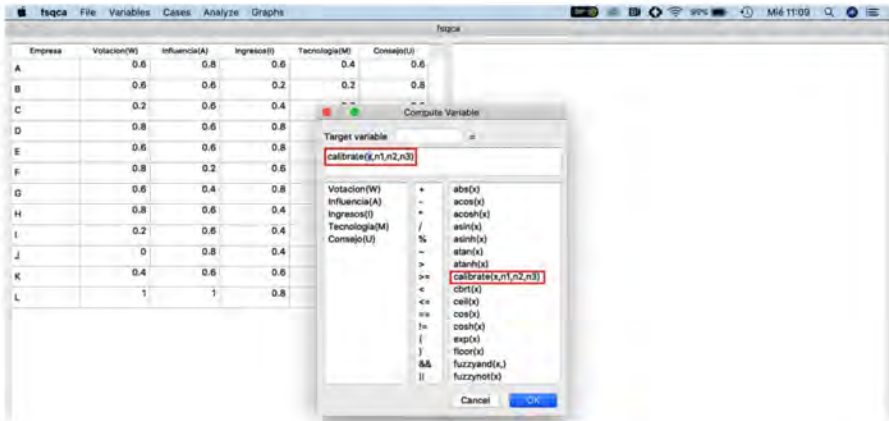 fsqca File Variables Cases Analyze Graphs 99% Mié 11:09
fsqca
Empresa Votacion(W) Influencia(A) Ingresos(I) Tecnología(M) Consejo(U)
A 0.6 0.8 0.6 0.4 0.6
B 0.6 0.6 0.2 0.2 0.8
C 0.2 0.6 0.4
D 0.8 0.6 0.8
E 0.6 0.6 0.8
F 0.8 0.2 0.6
G 0.6 0.4 0.8
H 0.8 0.6 0.4
I 0.2 0.6 0.4
J 0 0.8 0.4
K 0.4 0.6 0.6
L 1 1 0.8
Compute Variable
Target variable =
calibrate(x,n1,n2,n3)
Votacion(W) + abs(x)
Influencia(A) - acos(x)
Ingresos(I) * acosh(x)
Tecnología(M) / asin(x)
Consejo(U) % asinh(x)
~ atan(x)
> atanh(x)
>= calibrate(x,n1,n2,n3)
< cbrt(x)
<= ceil(x)
== cos(x)
!= cosh(x)
( exp(x)
) floor(x)
&& fuzzyand(x,)
|| fuzzynot(x)
Cancel OK